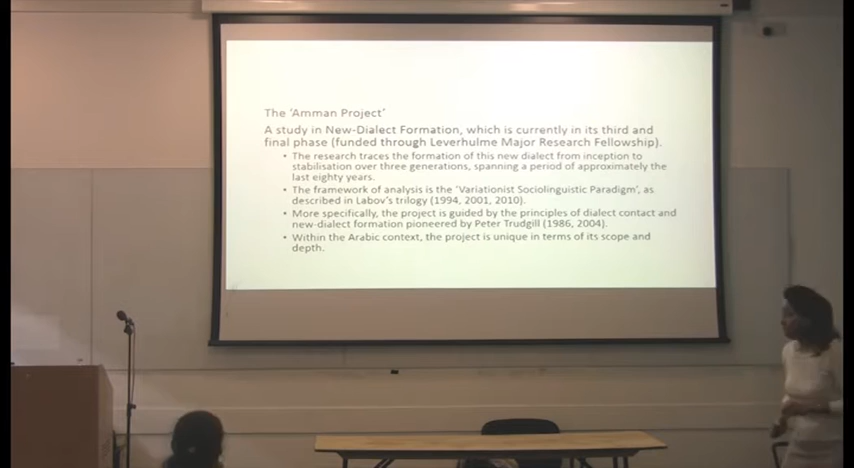 The ‘Amman Project’
A study in New-Dialect Formation, which is currently in its third and
final phase (funded through Leverhulme Major Research Fellowship).
• The research traces the formation of this new dialect from inception to
stabilisation over three generations, spanning a period of approximately the
last eighty years.
• The framework of analysis is the ‘Variationist Sociolinguistic Paradigm’, as
described in Labov’s trilogy (1994, 2001, 2010).
• More specifically, the project is guided by the principles of dialect contact and
new-dialect formation pioneered by Peter Trudgill (1986, 2004).
• Within the Arabic context, the project is unique in terms of its scope and
depth.